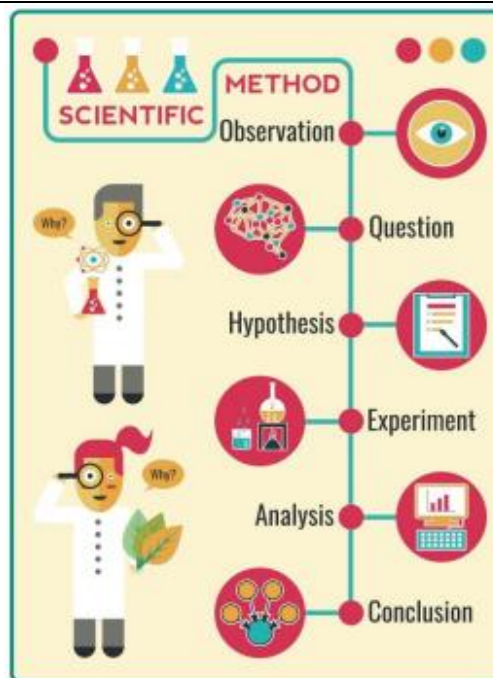 SCIENTIFIC METHOD
Observation
Why?
Question
Hypothesis
Experiment
Why?
Analysis
Conclusion